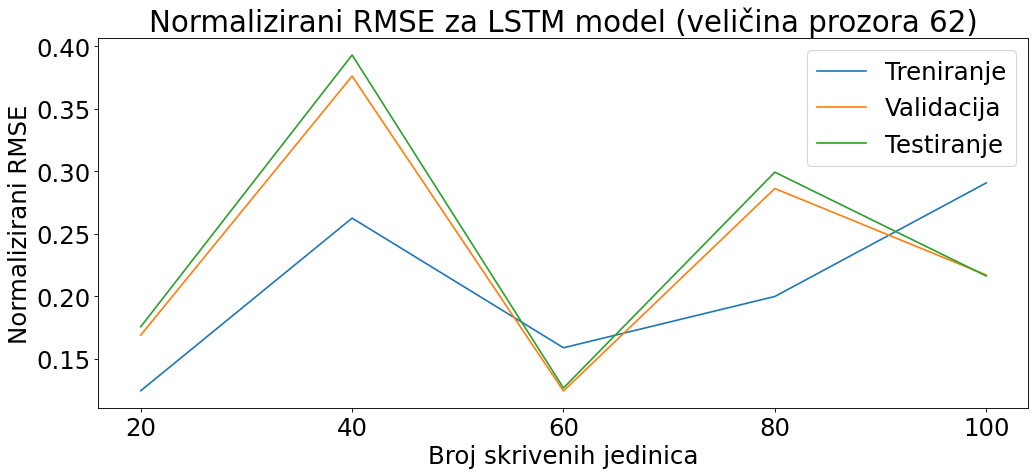 Normalizirani RMSE za LSTM model (veličina prozora 62)
Normalizirani RMSE
0.40
0.35
0.30
0.25
0.20
0.15
Treniranje
Validacija
Testiranje
20 40 60 80 100
Broj skrivenih jedinica